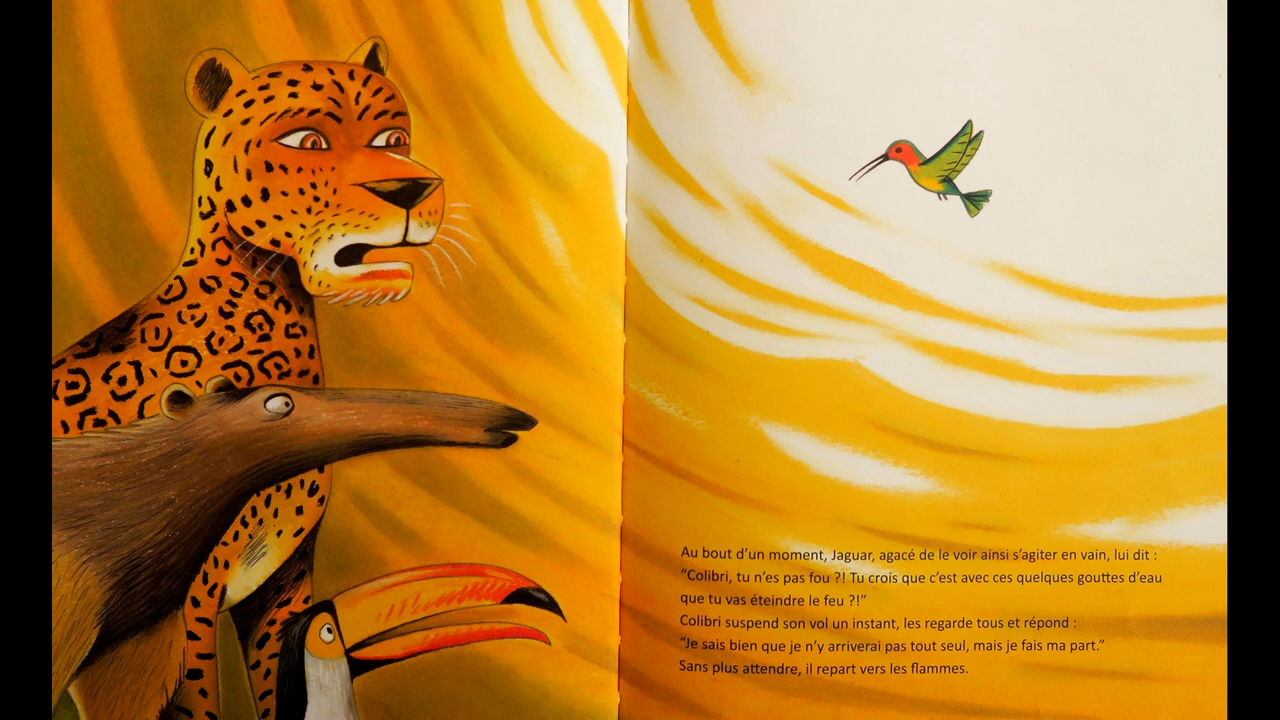 Au bout d’un moment, Jaguar, agacé de le voir ainsi s’agiter en vain, lui dit :
“Colibri, tu n’es pas fou ?! Tu crois que c’est avec ces quelques gouttes d’eau
que tu vas éteindre le feu ?!”
Colibri suspend son vol un instant, les regarde tous et répond :
“Je sais bien que je n’y arriverai pas tout seul, mais je fais ma part.”
Sans plus attendre, il repart vers les flammes.